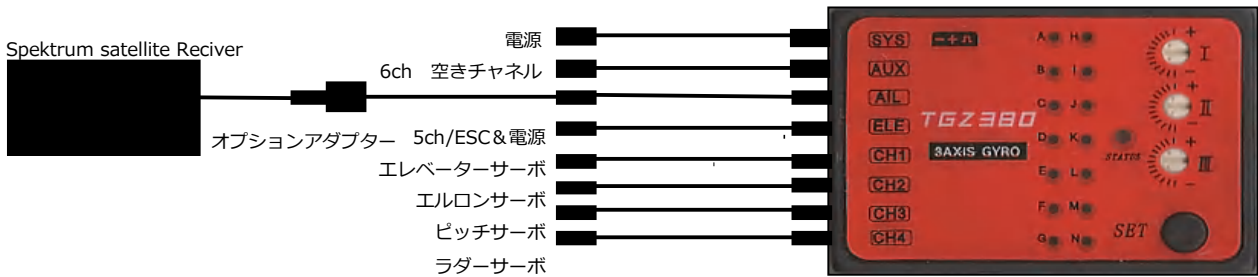 Spektrum satellite Reciver
電源
6ch 空きチャネル
オプションアダプター
5ch/ESC＆電源
エレベーターサーボ
エルロンサーボ
ピッチサーボ
ラダーサーボ
SYS
AUX
AIL
ELE
CH1
CH2
CH3
CH4
TGZ380
3AXIS GYRO
A H
B I
C J
D K
E L
F M
G N
STATUS
+ I -
+ II -
+ III -
SET